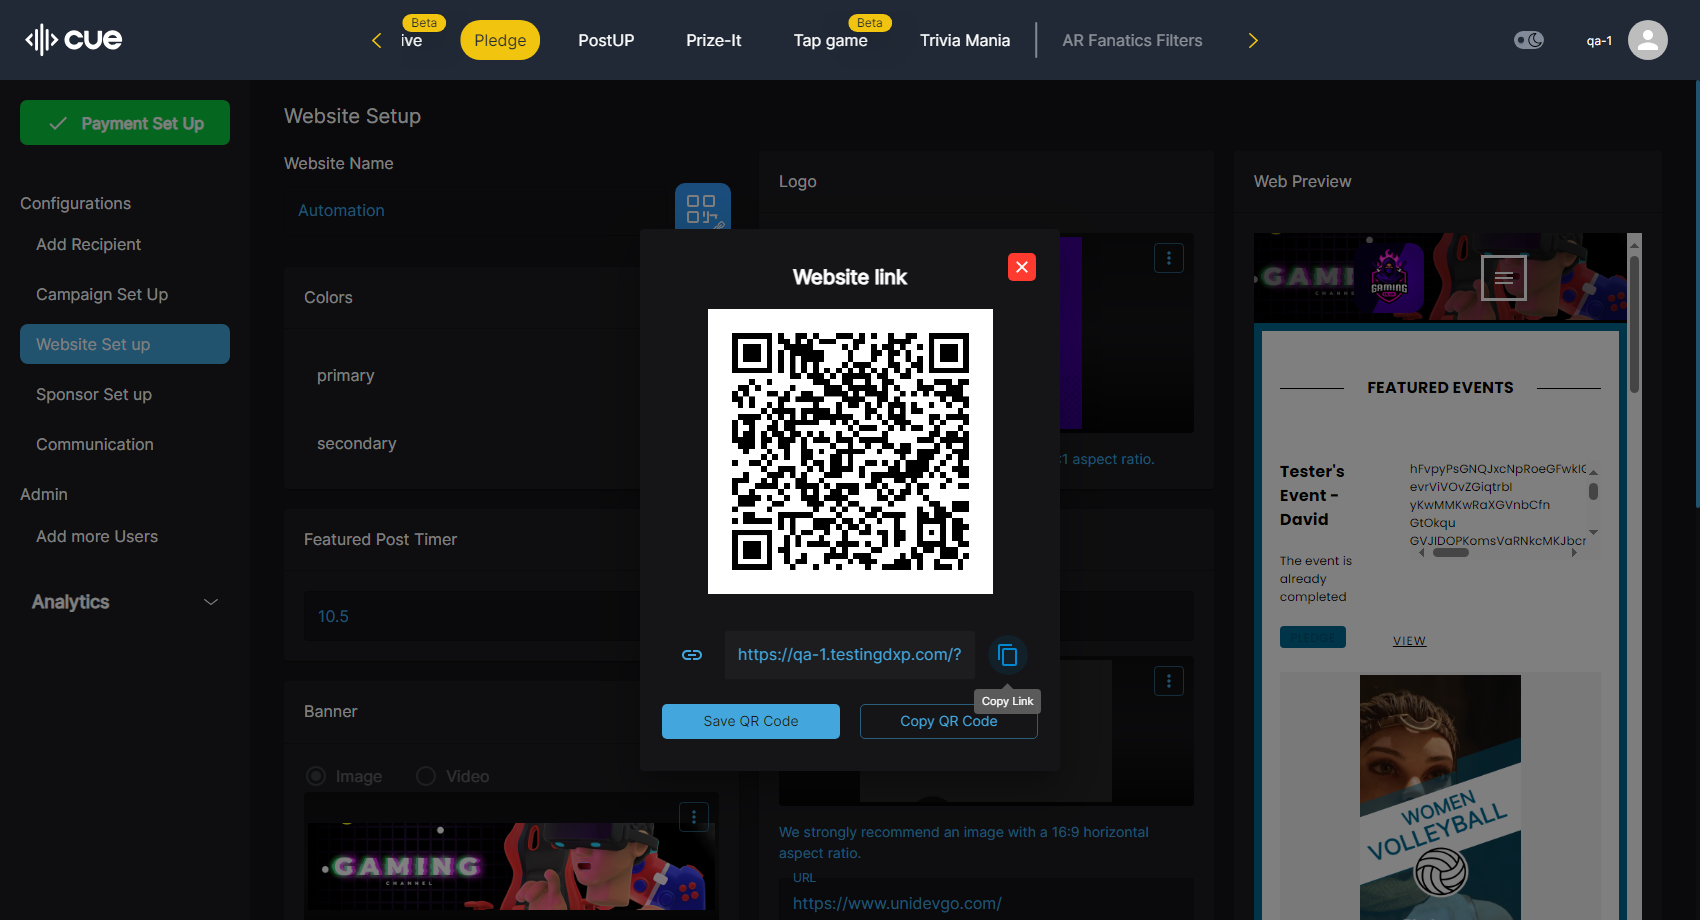 cue
Beta
ive
Pledge
PostUP
Prize-It
Beta
Tap game
Trivia Mania
AR Fanatics Filters
qa-1
Payment Set Up
Configurations
Add Recipient
Campaign Set Up
Website Set up
Sponsor Set up
Communication
Admin
Add more Users
Analytics
Website Setup
Website Name
Automation
Colors
primary
secondary
Featured Post Timer
10.5
Banner
Image
Video
GAMING
CHANNEL
Logo
:1 aspect ratio.
Website link
https://qa-1.testingdxp.com/?
Copy Link
Save QR Code
Copy QR Code
We strongly recommend an image with a 16:9 horizontal
aspect ratio.
URL
https://www.unidevgo.com/
Web Preview
GAMING
CHANNEL
GAMING
FEATURED EVENTS
Tester's
Event -
David
hFvpyPsGNQJxcNpRoeGFwkIC
evrViVOvZGiqtrbl
yKwMMKwRaXGVnbCfn
GtOkqu
GVJIDOPKomsVaRNkcMKJbcr
The event is
already
completed
PLEDGE
VIEW
WOMEN
VOLLEYBALL